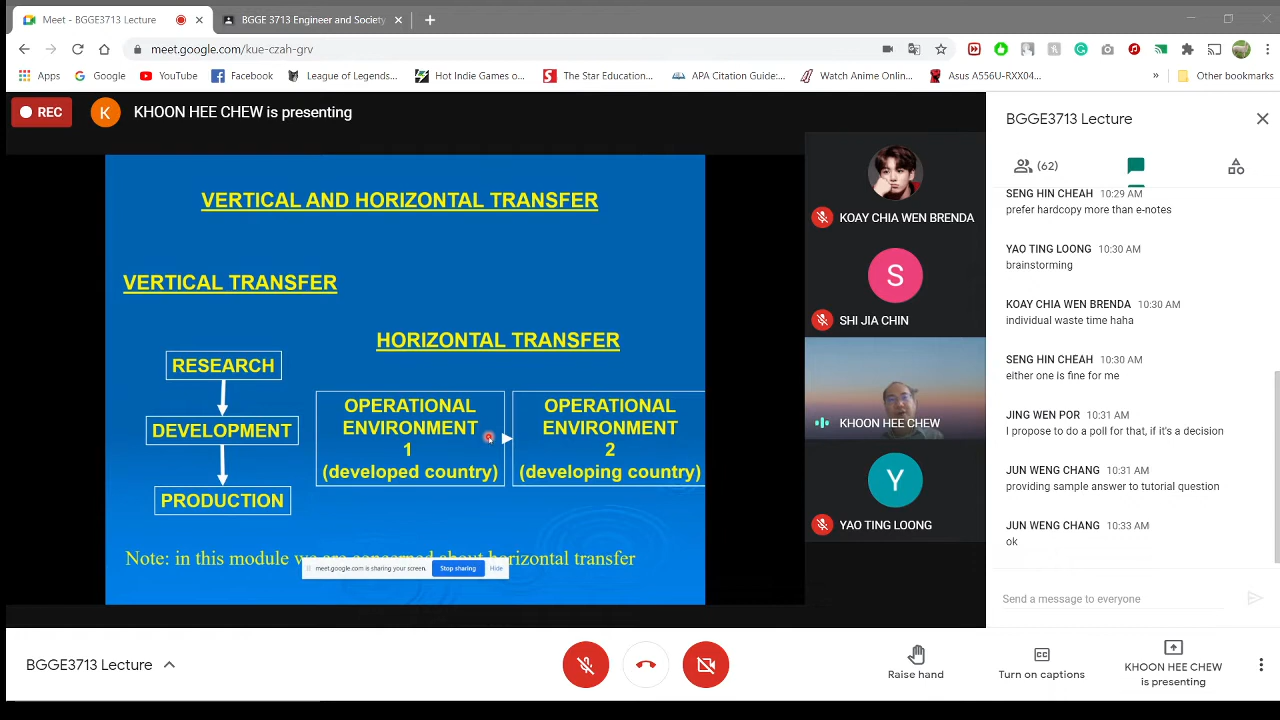 Meet - BGGE3713 Lecture
BGGE 3713 Engineer and Society
meet.google.com/kue-czah-grv
Apps
Google
YouTube
Facebook
League of Legends...
Hot Indie Games o...
The Star Education...
APA Citation Guide:...
Watch Anime Onlin...
Asus A556U-RXX04...
»
Other bookmarks
REC
K
KHOON HEE CHEW is presenting
VERTICAL AND HORIZONTAL TRANSFER
VERTICAL TRANSFER
HORIZONTAL TRANSFER
RESEARCH
DEVELOPMENT
PRODUCTION
OPERATIONAL
ENVIRONMENT
1
(developed country)
OPERATIONAL
ENVIRONMENT
2
(developing country)
Note: in this module we are concerned about horizontal transfer
meet.google.com is sharing your screen.
Stop sharing
Hide
KOAY CHIA WEN BRENDA
S
SHI JIA CHIN
KHOON HEE CHEW
Y
YAO TING LOONG
BGGE3713 Lecture
(62)
SENG HIN CHEAH 10:29 AM
prefer hardcopy more than e-notes
YAO TING LOONG 10:30 AM
brainstorming
KOAY CHIA WEN BRENDA 10:30 AM
individual waste time haha
SENG HIN CHEAH 10:30 AM
either one is fine for me
JING WEN POR 10:31 AM
I propose to do a poll for that, if it's a decision
JUN WENG CHANG 10:31 AM
providing sample answer to tutorial question
JUN WENG CHANG 10:33 AM
ok
Send a message to everyone
BGGE3713 Lecture
Raise hand
Turn on captions
KHOON HEE CHEW
is presenting